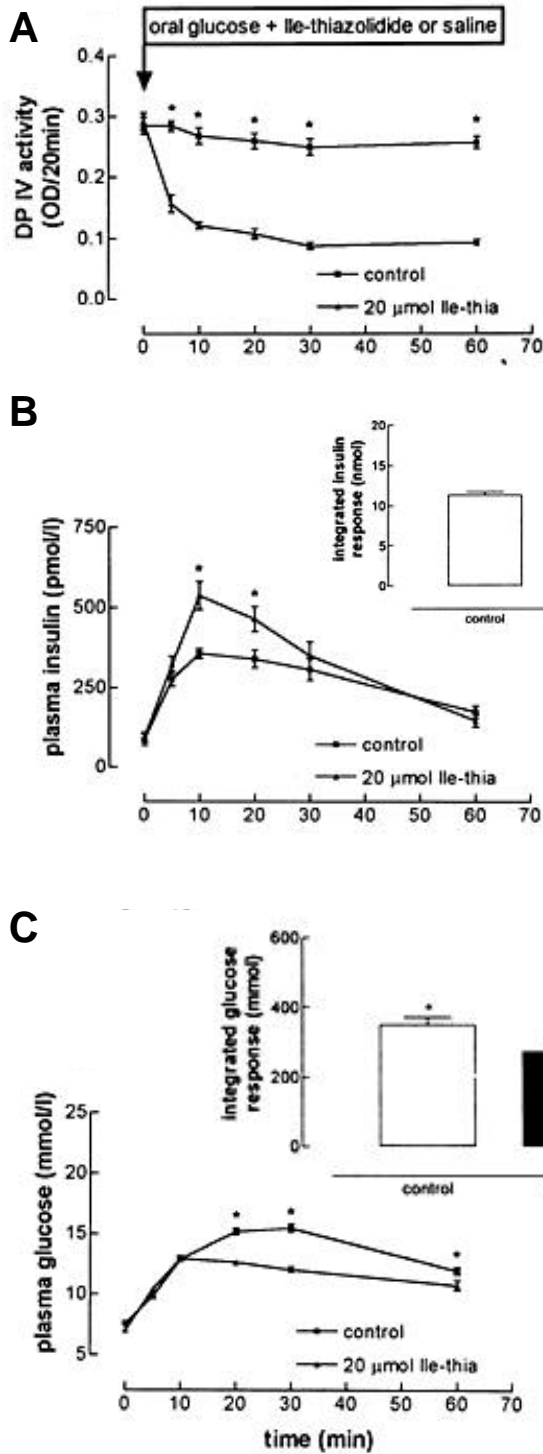 A
oral glucose + Ile-thiazolidide or saline
DP IV activity
(OD/20min)
0.4
0.3
0.2
0.1
0.0
* * * * *
control
20 µmol Ile-thia
0 10 20 30 40 50 60 70
B
integrated insulin
response (nmol)
20
15
10
5
0
control
plasma insulin (pmol/l)
750
500
250
0
* *
control
20 µmol Ile-thia
0 10 20 30 40 50 60 70
C
integrated glucose
response (mmol)
600
400
200
0
*
control
plasma glucose (mmol/l)
25
20
15
10
5
* * *
control
20 µmol Ile-thia
0 10 20 30 40 50 60 70
time (min)